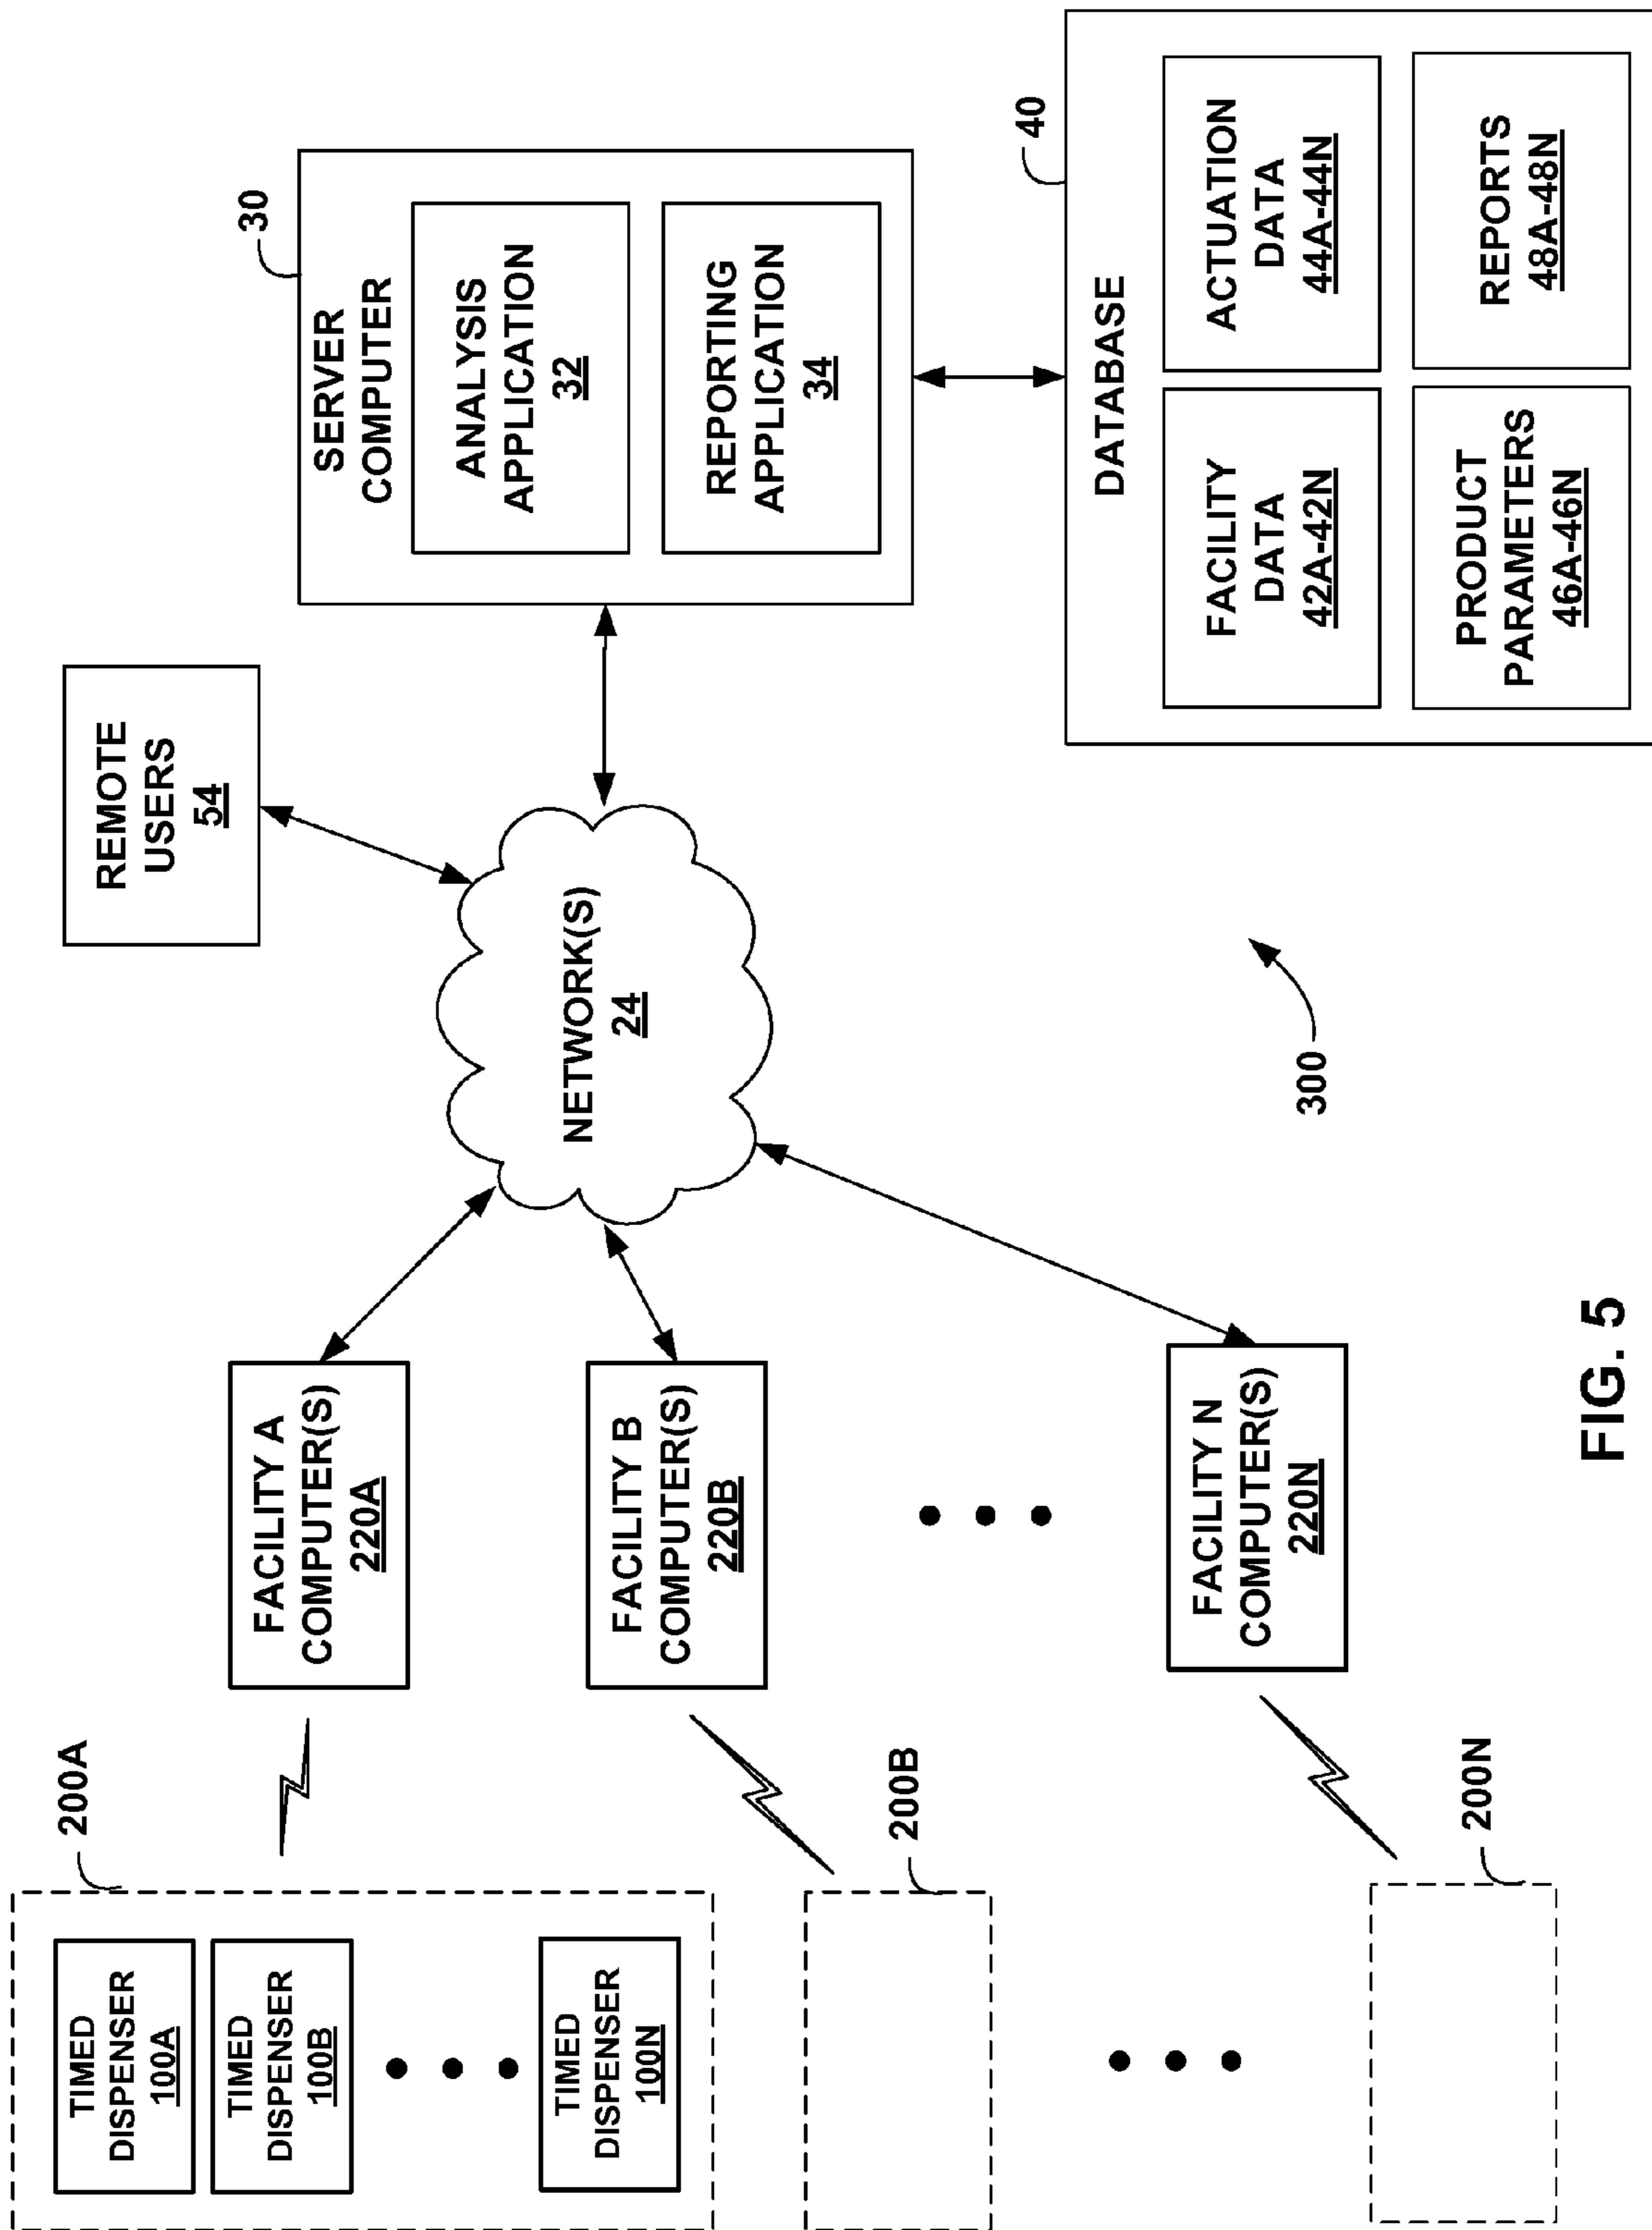 200A
TIMED
DISPENSER
100A
TIMED
DISPENSER
100B
TIMED
DISPENSER
100N
200B
200N
FACILITY A
COMPUTER(S)
220A
FACILITY B
COMPUTER(S)
220B
FACILITY N
COMPUTER(S)
220N
NETWORK(S)
24
REMOTE
USERS
54
30
SERVER
COMPUTER
ANALYSIS
APPLICATION
32
REPORTING
APPLICATION
34
40
DATABASE
FACILITY
DATA
42A-42N
ACTUATION
DATA
44A-44N
PRODUCT
PARAMETERS
46A-46N
REPORTS
48A-48N
300
FIG. 5